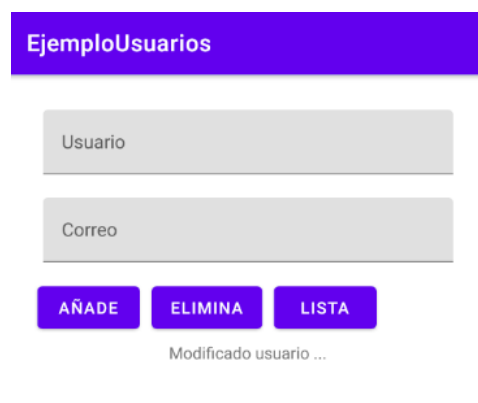 EjemploUsuarios
Usuario
Correo
AÑADE ELIMINA LISTA
Modificado usuario ...